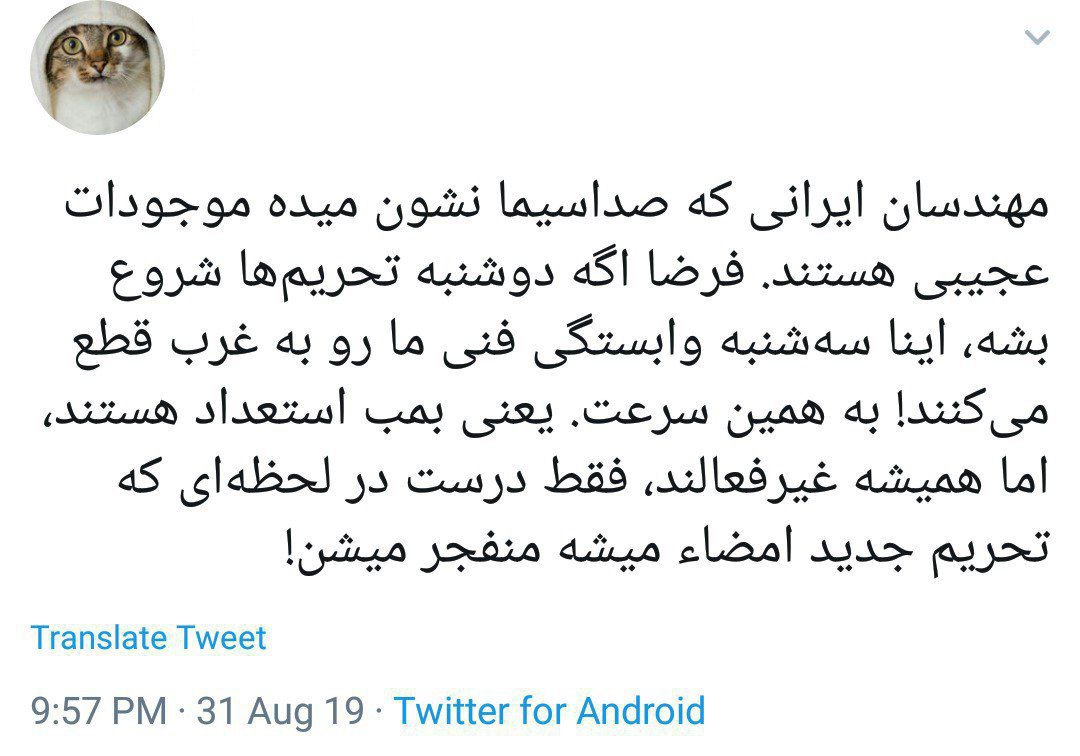 مهندسان ایرانی که صداسیما نشون میده موجودات
عجیبی هستند. فرضا اگه دوشنبه تحریم‌ها شروع
بشه، اینا سه‌شنبه وابستگی فنی ما رو به غرب قطع
می‌کنند! به همین سرعت. یعنی بمب استعداد هستند،
اما همیشه غیرفعالند، فقط درست در لحظه‌ای که
تحریم جدید امضاء میشه منفجر میشن!
Translate Tweet
9:57 PM · 31 Aug 19 · Twitter for Android